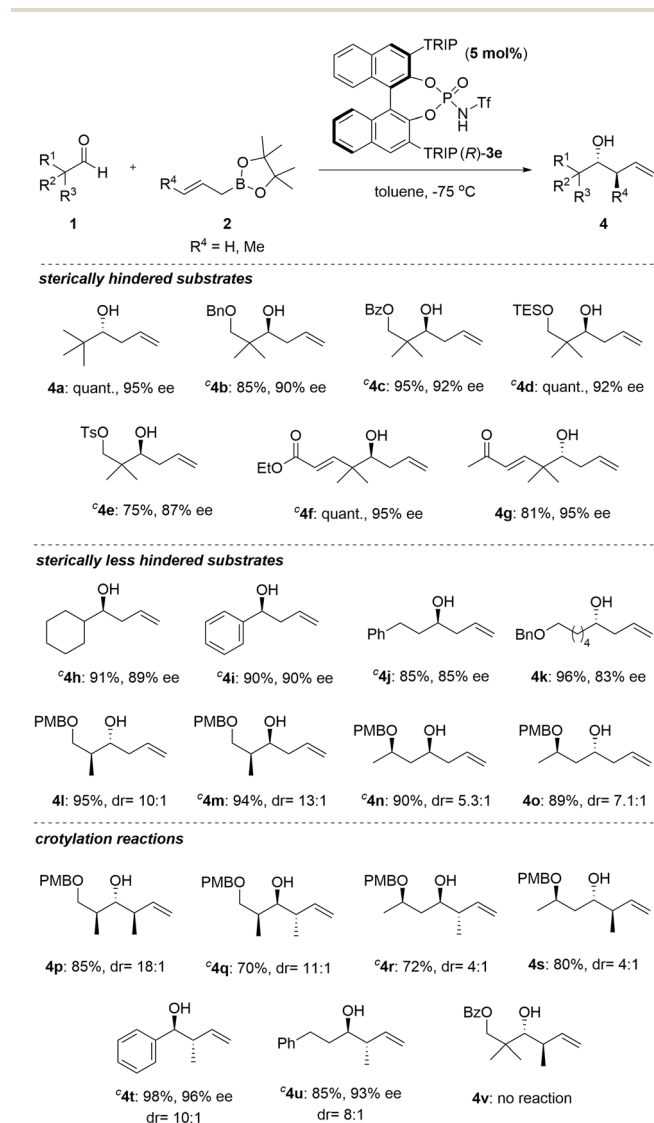 TRIP (5 mol%)
O
O
P
O
N
H
Tf
TRIP (R)-3e
R1 O
R2 H
R3
1
+
R4 B O
O
2
R4 = H, Me
toluene, -75 °C
OH
R1
R2 R3 R4
4
sterically hindered substrates
OH
4a: quant., 95% ee
BnO OH
c4b: 85%, 90% ee
BzO OH
c4c: 95%, 92% ee
TESO OH
c4d: quant., 92% ee
TsO OH
c4e: 75%, 87% ee
O OH
EtO
c4f: quant., 95% ee
O OH
4g: 81%, 95% ee
sterically less hindered substrates
OH
c4h: 91%, 89% ee
OH
c4i: 90%, 90% ee
OH
Ph
c4j: 85%, 85% ee
OH
BnO ( )4
4k: 96%, 83% ee
PMBO OH
4l: 95%, dr= 10:1
PMBO OH
c4m: 94%, dr= 13:1
PMBO OH
c4n: 90%, dr= 5.3:1
PMBO OH
4o: 89%, dr= 7.1:1
crotylation reactions
PMBO OH
4p: 85%, dr= 18:1
PMBO OH
c4q: 70%, dr= 11:1
PMBO OH
c4r: 72%, dr= 4:1
PMBO OH
4s: 80%, dr= 4:1
OH
c4t: 98%, 96% ee
dr= 10:1
OH
Ph
c4u: 85%, 93% ee
dr= 8:1
BzO OH
4v: no reaction